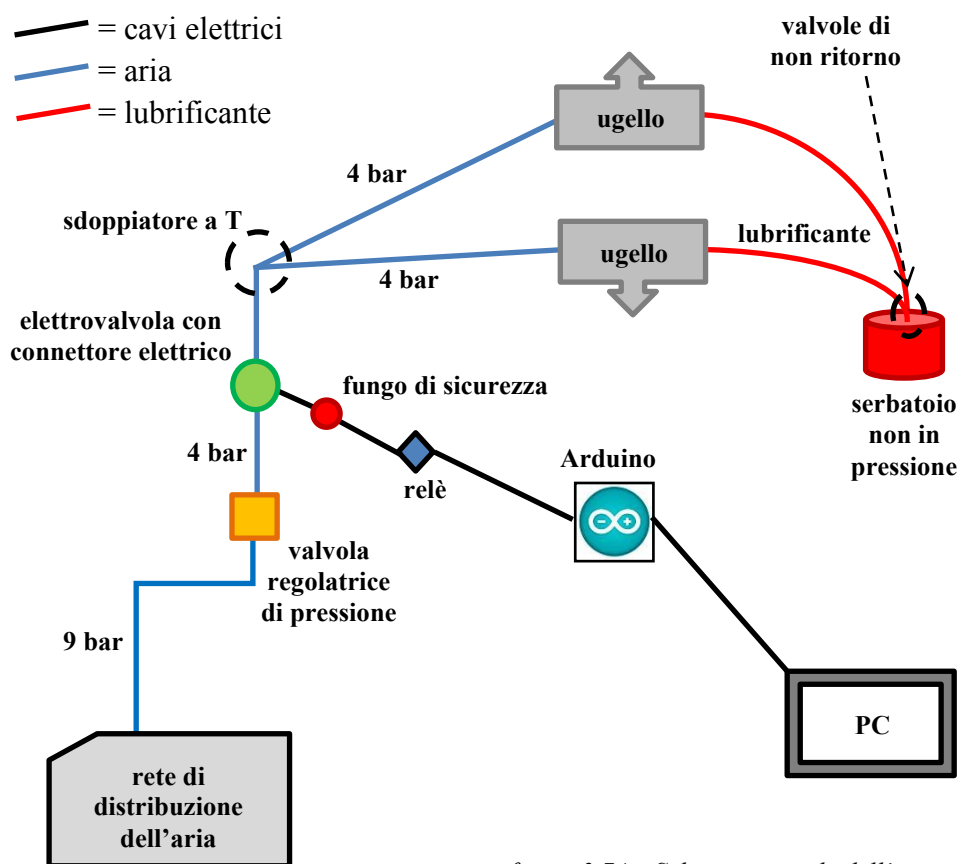 = cavi elettrici
= aria
= lubrificante
valvole di
non ritorno
ugello
4 bar
sdoppiatore a T
ugello
lubrificante
4 bar
elettrovalvola con
connettore elettrico
fungo di sicurezza
serbatoio
non in
pressione
4 bar
relè
Arduino
valvola
regolatrice
di pressione
9 bar
PC
rete di
distribuzione
dell’aria